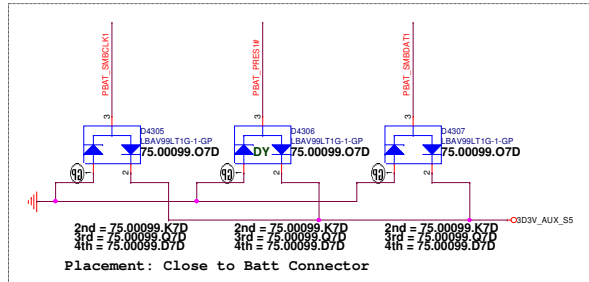 PBAT_SMBCLK1
PBAT_PRES1#
PBAT_SMBDAT1
3
3
3
D4305
LBAV99LT1G-1-GP
75.00099.O7D
D4306
LBAV99LT1G-1-GP
DY
75.00099.O7D
D4307
LBAV99LT1G-1-GP
75.00099.O7D
1
2
1
2
1
2
3D3V_AUX_S5
2nd = 75.00099.K7D
3rd = 75.00099.Q7D
4th = 75.00099.D7D
2nd = 75.00099.K7D
3rd = 75.00099.Q7D
4th = 75.00099.D7D
2nd = 75.00099.K7D
3rd = 75.00099.Q7D
4th = 75.00099.D7D
Placement: Close to Batt Connector